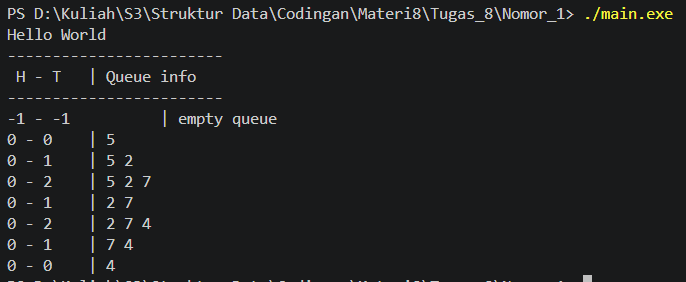 PS D:\Kuliah\S3\Struktur Data\Codingan\Materi8\Tugas_8\Nomor_1> ./main.exe
Hello World
------------------------
 H - T   | Queue info
------------------------
-1 - -1          | empty queue
0 - 0    | 5
0 - 1    | 5 2
0 - 2    | 5 2 7
0 - 1    | 2 7
0 - 2    | 2 7 4
0 - 1    | 7 4
0 - 0    | 4